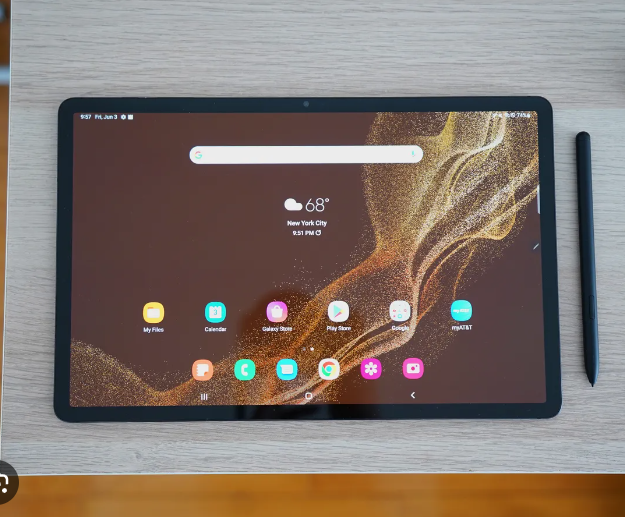 9:57 Fri, Jun 3
74%
68°
New York City
9:51 PM
My Files
Calendar
Galaxy Store
Play Store
Google
myAT&T